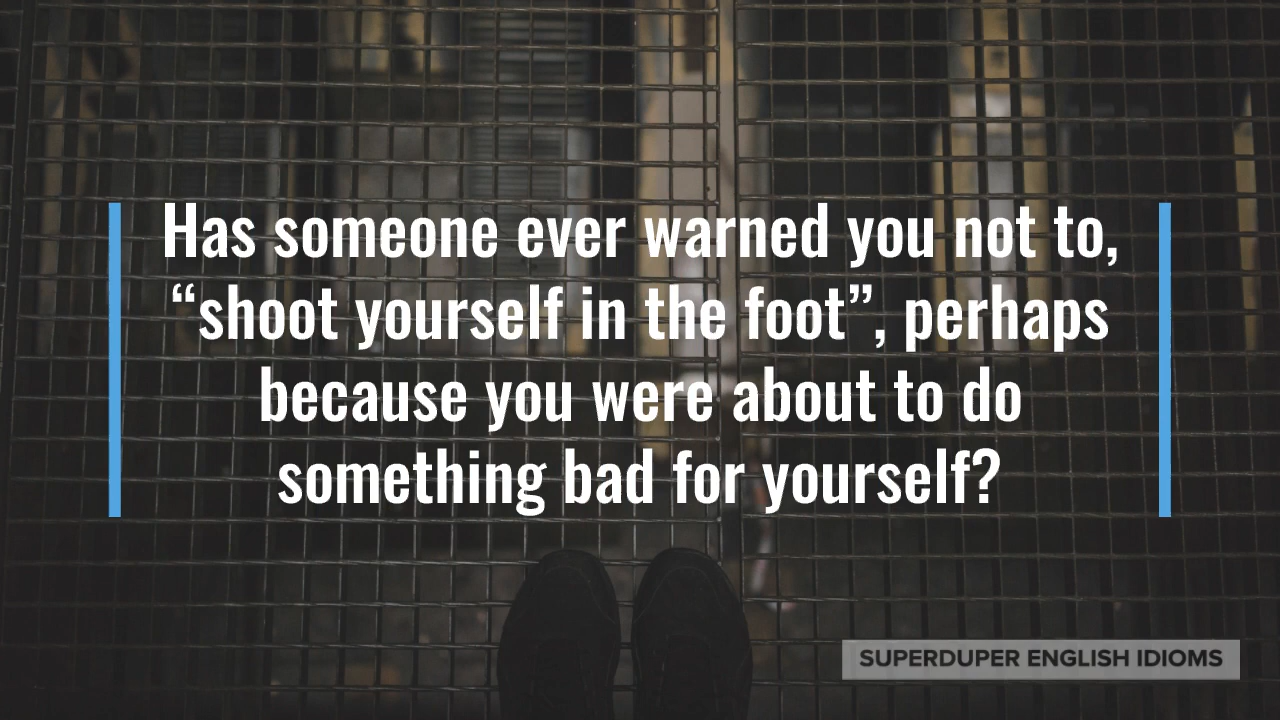 Has someone ever warned you not to,
“shoot yourself in the foot”, perhaps
because you were about to do
something bad for yourself?
SUPERDUPER ENGLISH IDIOMS